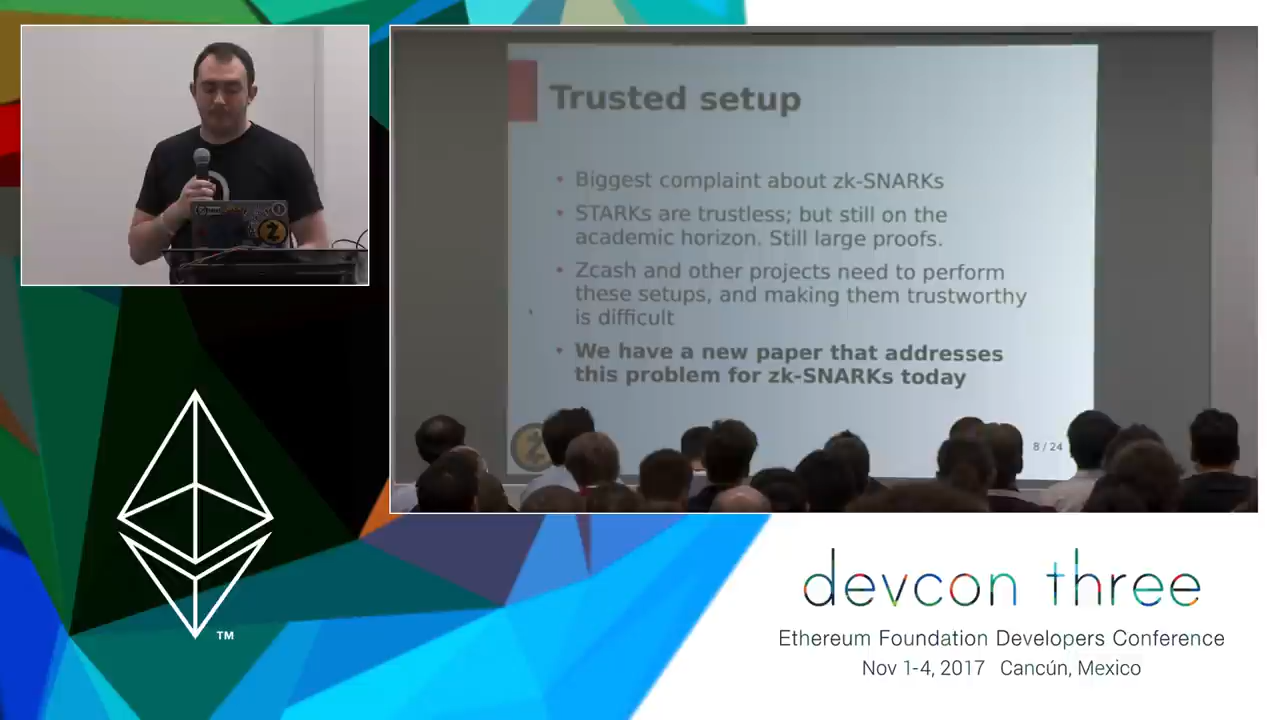 Trusted setup
Biggest complaint about zk-SNARKs
STARKs are trustless; but still on the
academic horizon. Still large proofs.
Zcash and other projects need to perform
these setups, and making them trustworthy
is difficult
We have a new paper that addresses
this problem for zk-SNARKs today
8 / 24
TM
devcon three
Ethereum Foundation Developers Conference
Nov 1-4, 2017 Cancún, Mexico